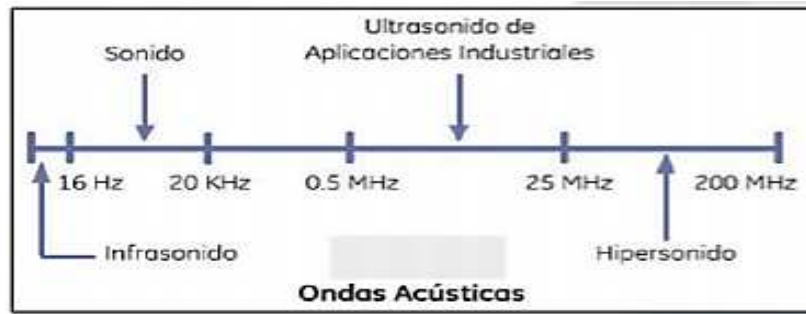 Ultrasonido de
Sonido
Aplicaciones Industriales
16 Hz
20 KHz
0.5 MHz
25 MHz
200 MHz
Infrasonido
Hipersonido
Ondas Acústicas